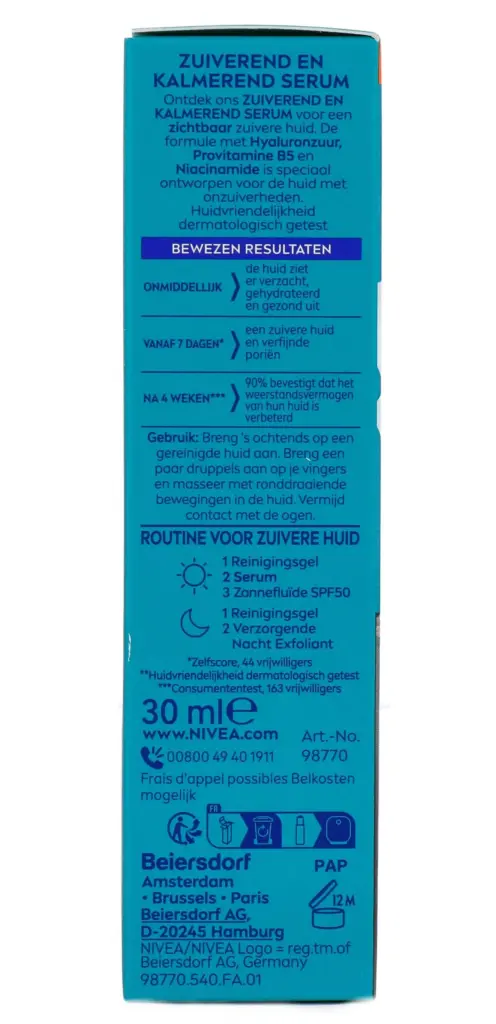 ZUIVEREND EN
KALMEREND SERUM
Ontdek ons ZUIVEREND EN
KALMEREND SERUM voor een
zichtbaar zuivere huid. De
formule met Hyaluronzuur,
Provitamine B5 en
Niacinamide is speciaal
ontworpen voor de huid met
onzuiverheden.
Huidvriendelijkheid
dermatologisch getest
BEWEZEN RESULTATEN
ONMIDDELLIJK
de huid ziet
er verzacht,
gehydrateerd
en gezond uit
VANAF 7 DAGEN*
een zuivere huid
en verfijnde
poriën
NA 4 WEKEN***
90% bevestigt dat het
weerstandsvermogen
van hun huid is
verbeterd
Gebruik: Breng 's ochtends op een
gereinigde huid aan. Breng een
paar druppels aan op je vingers
en masseer met ronddraaiende
bewegingen in de huid. Vermijd
contact met de ogen.
ROUTINE VOOR ZUIVERE HUID
1 Reinigingsgel
2 Serum
3 Zonnefluïde SPF50
1 Reinigingsgel
2 Verzorgende
Nacht Exfoliant
*Zelfscore, 44 vrijwilligers
**Huidvriendelijkheid dermatologisch getest
***Consumententest, 163 vrijwilligers
30 ml℮
www.NIVEA.com
Art.-No.
00800 49 40 1911
98770
Frais d'appel possibles Belkosten
mogelijk
FR
Beiersdorf
PAP
Amsterdam
• Brussels • Paris
Beiersdorf AG,
D-20245 Hamburg
12 M
NIVEA/NIVEA Logo = reg.tm.of
Beiersdorf AG, Germany
98770.540.FA.01